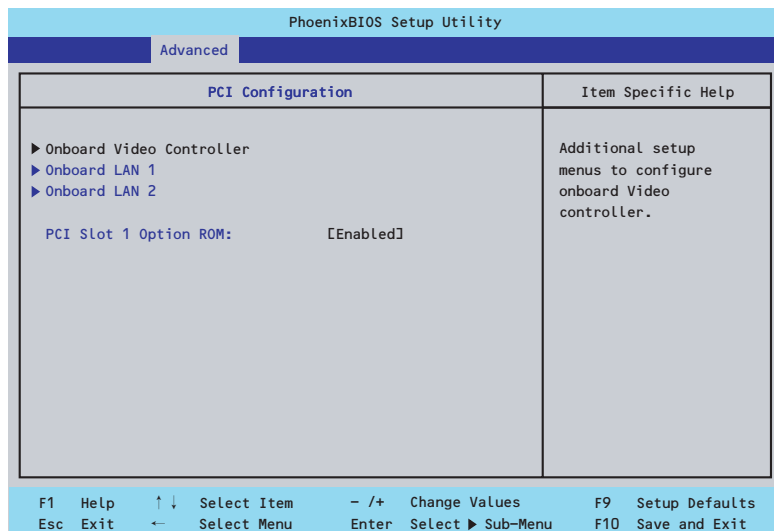 PhoenixBIOS Setup Utility
Advanced
PCI Configuration
Item Specific Help
▶ Onboard Video Controller
▶ Onboard LAN 1
▶ Onboard LAN 2
PCI Slot 1 Option ROM: [Enabled]
Additional setup
menus to configure
onboard Video
controller.
F1 Help ↑↓ Select Item - /+ Change Values F9 Setup Defaults
Esc Exit ← Select Menu Enter Select ▶ Sub-Menu F10 Save and Exit